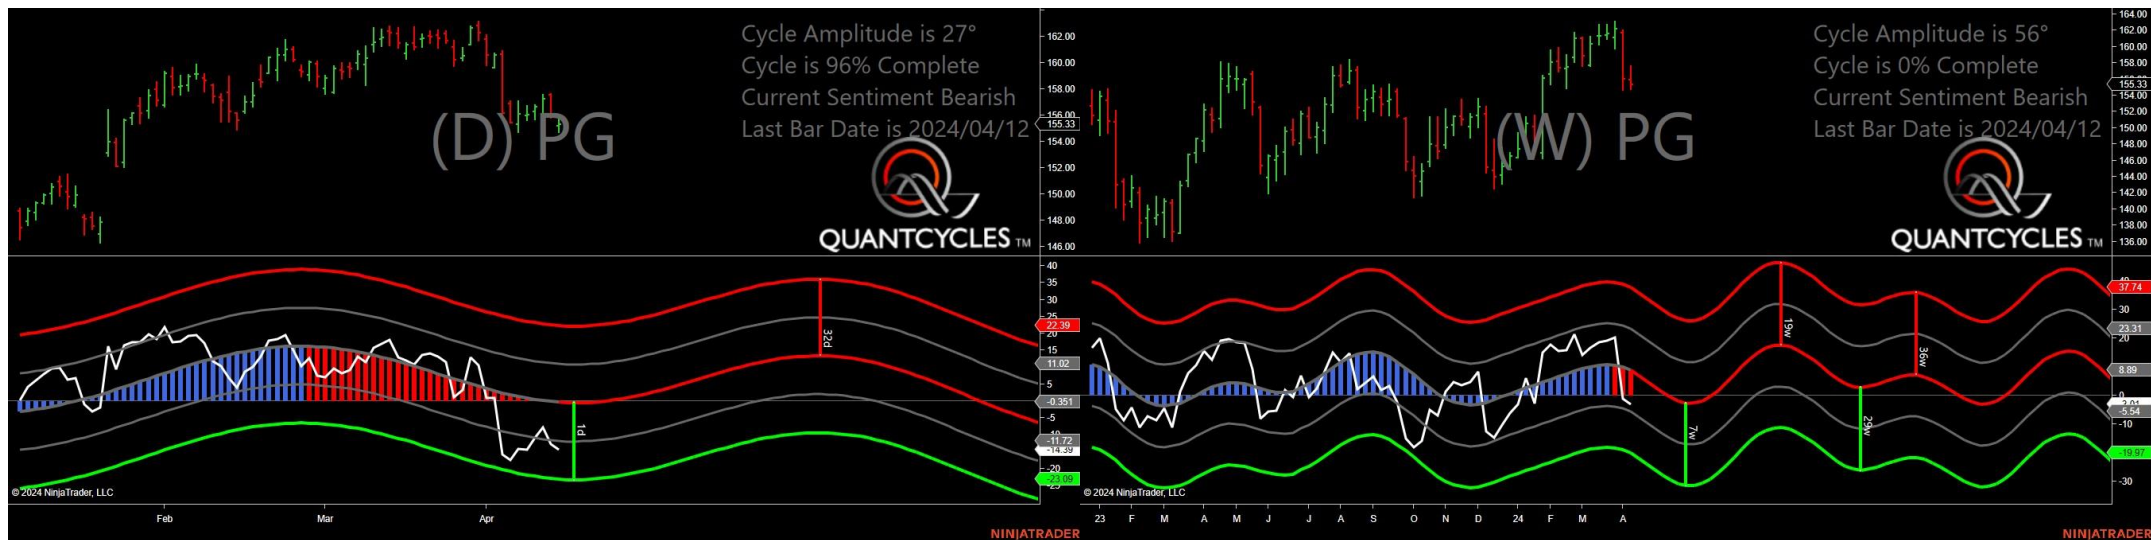 Cycle Amplitude is 27°
Cycle is 96% Complete
Current Sentiment Bearish
Last Bar Date is 2024/04/12
(D) PG
QUANTCYCLES TM
162.00
160.00
158.00
156.00
155.33
154.00
152.00
150.00
148.00
146.00
40
35
30
25
22.39
20
15
11.02
5
-0.351
-5
-11.72
-14.39
-20
-23.09
32d
1d
© 2024 NinjaTrader, LLC
Feb
Mar
Apr
NINJATRADER
Cycle Amplitude is 56°
Cycle is 0% Complete
Current Sentiment Bearish
Last Bar Date is 2024/04/12
(W) PG
QUANTCYCLES TM
164.00
162.00
160.00
158.00
155.33
154.00
152.00
150.00
148.00
146.00
144.00
142.00
140.00
138.00
136.00
37.74
30
23.31
20
8.89
0
-5.54
-10
-19.97
-30
19w
36w
7w
29w
© 2024 NinjaTrader, LLC
23
F
M
A
M
J
J
A
S
O
N
D
24
F
M
A
NINJATRADER